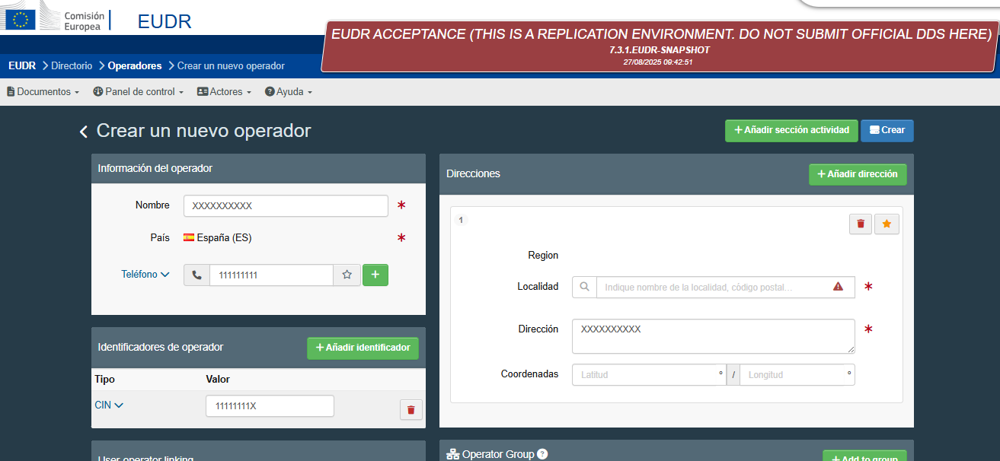 Comisión
Europea
EUDR
EUDR ACCEPTANCE (THIS IS A REPLICATION ENVIRONMENT. DO NOT SUBMIT OFFICIAL DDS HERE)
7.3.1.EUDR-SNAPSHOT
27/08/2025 09:42:51
EUDR > Directorio > Operadores > Crear un nuevo operador
Documentos Panel de control Actores Ayuda
Crear un nuevo operador
+ Añadir sección actividad Crear
Información del operador
Nombre XXXXXXXXXX *
País España (ES) *
Teléfono 111111111 +
Identificadores de operador + Añadir identificador
Tipo Valor
CIN 11111111X
User operator linking
Direcciones + Añadir dirección
1
Region
Localidad Indique nombre de la localidad, código postal... *
Dirección XXXXXXXXXX *
Coordenadas Latitud º / Longitud º
Operator Group ?
+ Add to group